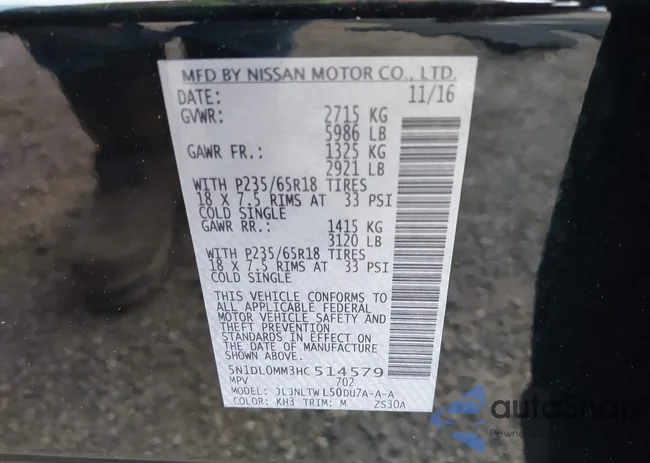 MFD BY NISSAN MOTOR CO., LTD.
DATE: 11/16
GVWR: 2715 KG
5986 LB
GAWR FR.: 1325 KG
2921 LB
WITH P235/65R18 TIRES
18 X 7.5 RIMS AT 33 PSI
COLD SINGLE
GAWR RR.: 1415 KG
3120 LB
WITH P235/65R18 TIRES
18 X 7.5 RIMS AT 33 PSI
COLD SINGLE
THIS VEHICLE CONFORMS TO
ALL APPLICABLE FEDERAL
MOTOR VEHICLE SAFETY AND
THEFT PREVENTION
STANDARDS IN EFFECT ON
THE DATE OF MANUFACTURE
SHOWN ABOVE.
5N1DL0MM3HC514579
MPV 702
MODEL: JL3NLTWL50DU7A-A-A
COLOR: KH3 TRIM: M ZS30A
autoSnap